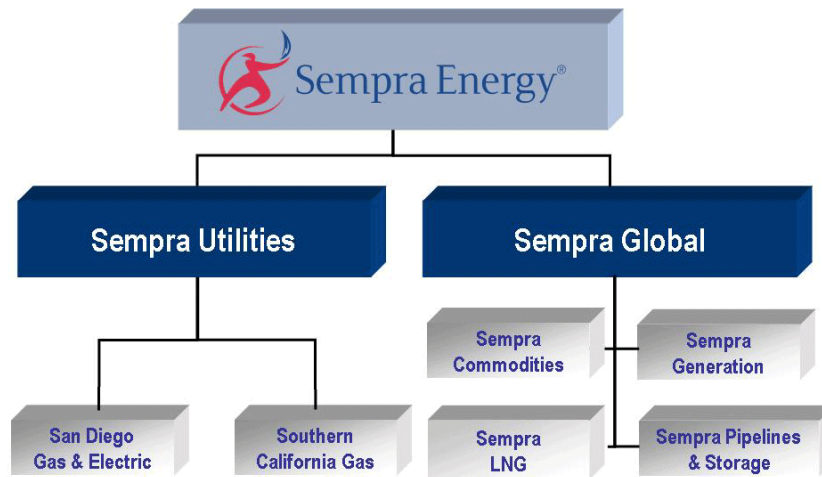 Sempra Energy®
Sempra Utilities
Sempra Global
Sempra
Commodities
Sempra
Generation
San Diego
Gas & Electric
Southern
California Gas
Sempra
LNG
Sempra Pipelines
& Storage